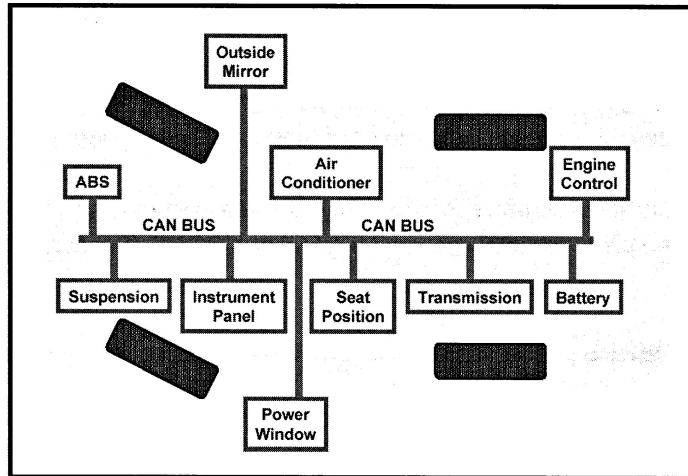 Outside
Mirror
Air
Conditioner
Engine
Control
ABS
CAN BUS
CAN BUS
Suspension
Instrument
Panel
Seat
Position
Transmission
Battery
Power
Window